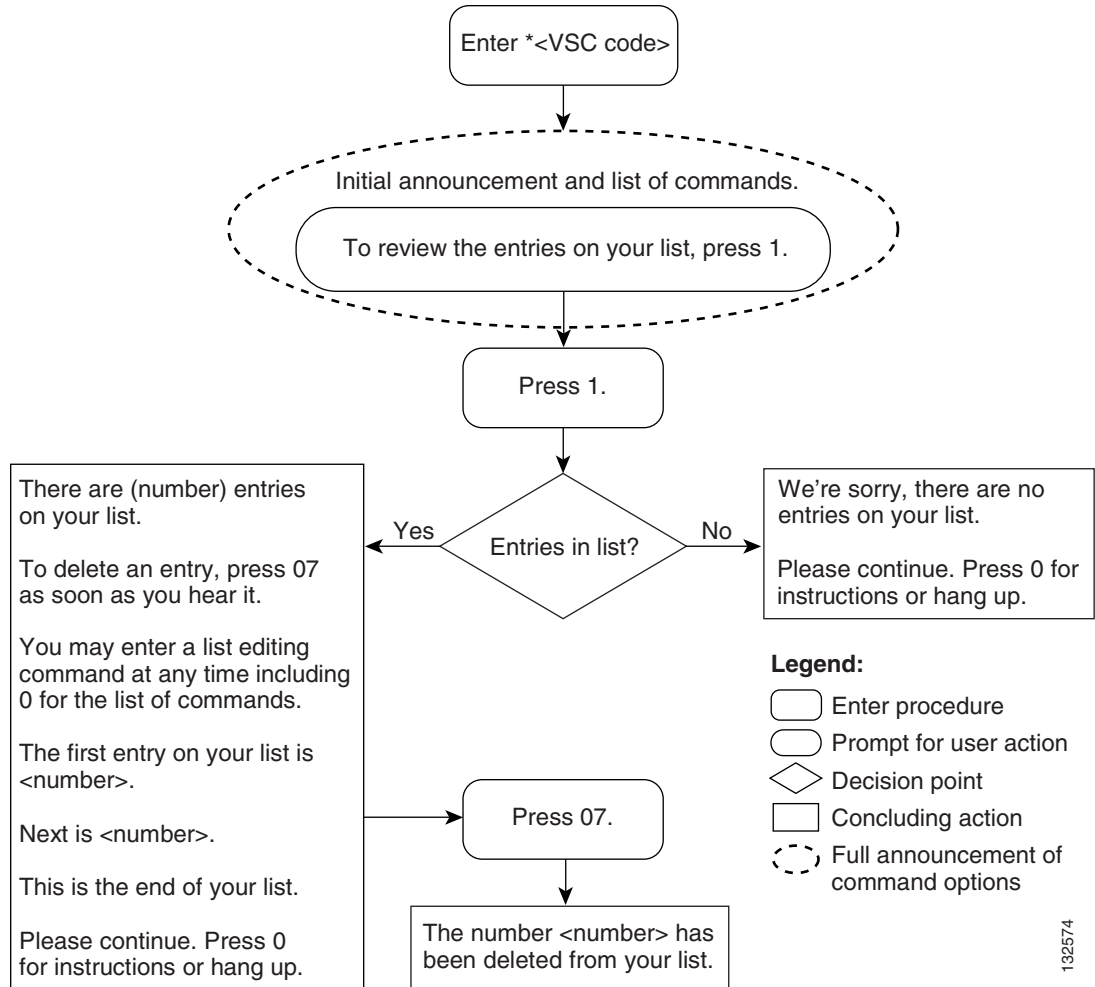 Enter *<VSC code>
Initial announcement and list of commands.
To review the entries on your list, press 1.
Press 1.
Entries in list?
Yes
No
There are (number) entries
on your list.
To delete an entry, press 07
as soon as you hear it.
You may enter a list editing
command at any time including
0 for the list of commands.
The first entry on your list is
<number>.
Next is <number>.
This is the end of your list.
Please continue. Press 0
for instructions or hang up.
We're sorry, there are no
entries on your list.
Please continue. Press 0 for
instructions or hang up.
Press 07.
The number <number> has
been deleted from your list.
Legend:
Enter procedure
Prompt for user action
Decision point
Concluding action
Full announcement of
command options
132574